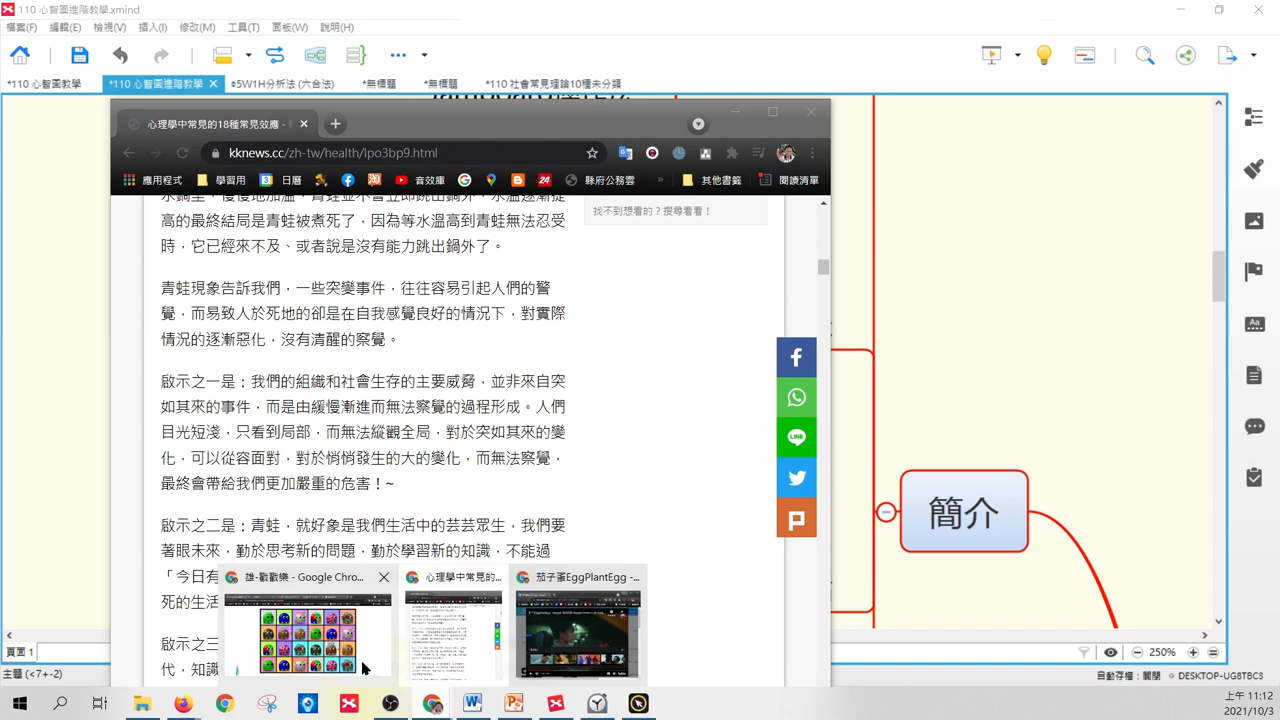 110 心智圖進階教學.xmind
檔案(F) 編輯(E) 檢視(V) 插入(I) 修改(M) 工具(T) 面板(W) 說明(H)
*110 心智圖教學 *110 心智圖進階教學 5W1H分析法 (六合法) *無標題 *無標題 *110 社會常見理論10種未分類
心理學中常見的18種常見效應 -
kknews.cc/zh-tw/health/lpo3bp9.html
應用程式 學習用 日曆 音效庫 縣府公務雲 » 其他書籤 閱讀清單
高的最終結局是青蛙被煮死了，因為等水溫高到青蛙無法忍受
時，它已經來不及、或者說是沒有能力跳出鍋外了。
找不到想看的？搜尋看看！
青蛙現象告訴我們，一些突變事件，往往容易引起人們的警
覺，而易致人於死地的卻是在自我感覺良好的情況下，對實際
情況的逐漸惡化，沒有清醒的察覺。
啟示之一是：我們的組織和社會生存的主要威脅，並非來自突
如其來的事件，而是由緩慢漸進而無法察覺的過程形成。人們
目光短淺，只看到局部，而無法縱觀全局，對於突如其來的變
化，可以從容面對，對於悄悄發生的大的變化，而無法察覺，
最終會帶給我們更加嚴重的危害！~
啟示之二是：青蛙，就好象是我們生活中的芸芸眾生，我們要
著眼未來，勤於思考新的問題，勤於學習新的知識，不能過
「今日有
死的生活
啟示之三
知識
LINE
簡介
雄-歡歡樂 - Google Chro...
心理學中常見的...
茄子蛋EggPlantEgg -...
頁面 1
主題 (
250%
DESKTOP-UG8TBC3
上午 11:12
2021/10/3